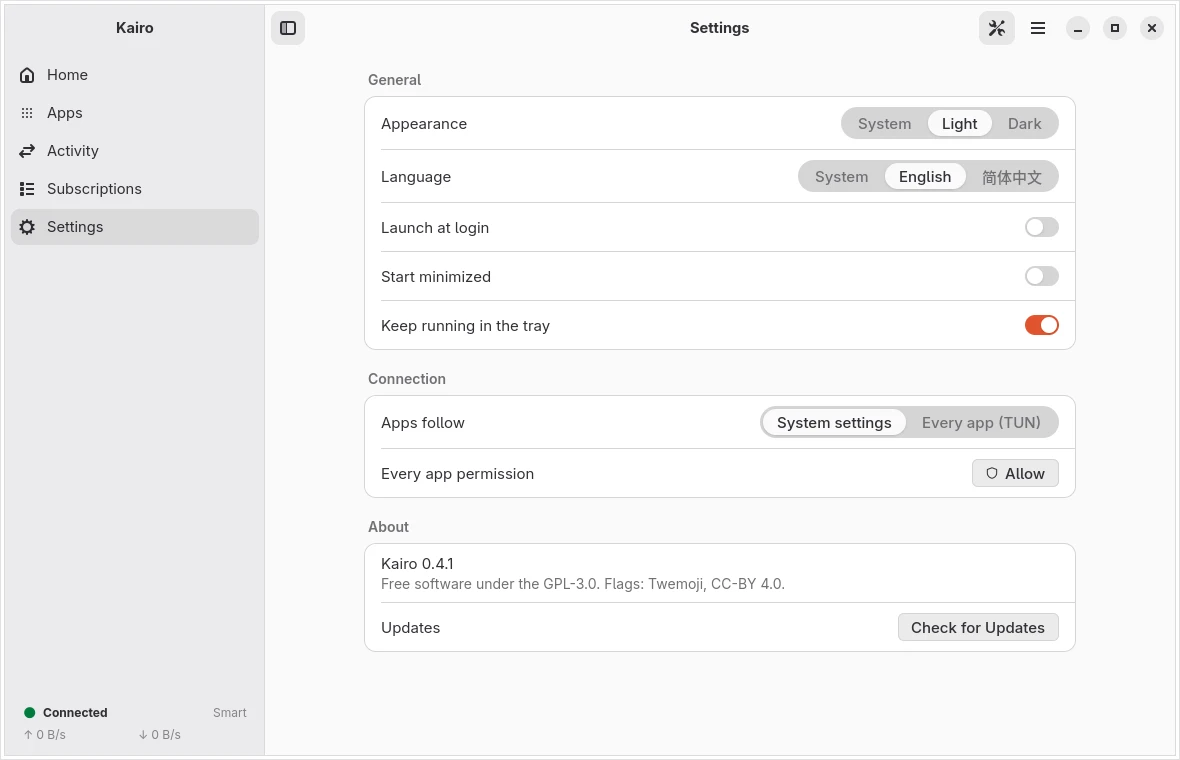 Kairo
Settings
Home
Apps
Activity
Subscriptions
Settings
General
Appearance System Light Dark
Language System English 简体中文
Launch at login
Start minimized
Keep running in the tray
Connection
Apps follow System settings Every app (TUN)
Every app permission Allow
About
Kairo 0.4.1
Free software under the GPL-3.0. Flags: Twemoji, CC-BY 4.0.
Updates Check for Updates
Connected Smart
↑ 0 B/s ↓ 0 B/s